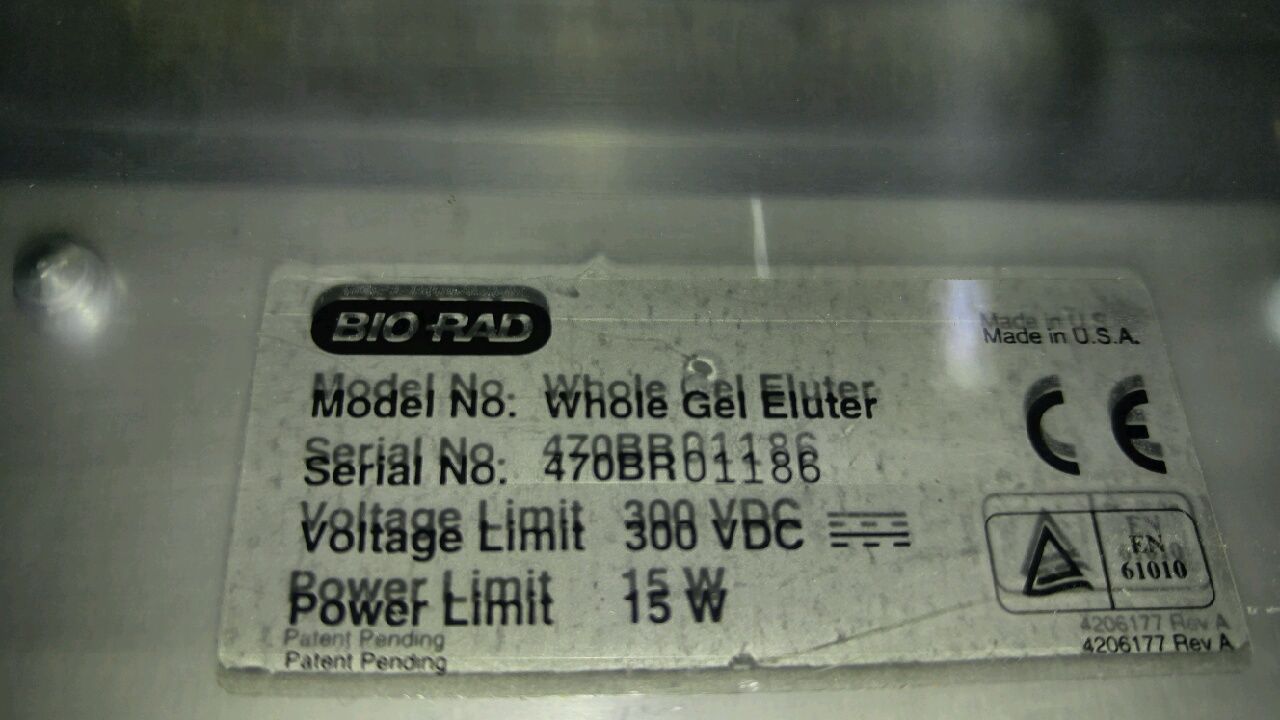 BIO-RAD
Made in U.S.A.
Model No. Whole Gel Eluter
Serial No. 470BR01186
Voltage Limit 300 VDC
Power Limit 15 W
Patent Pending
CE
EN
61010
4206177 Rev A